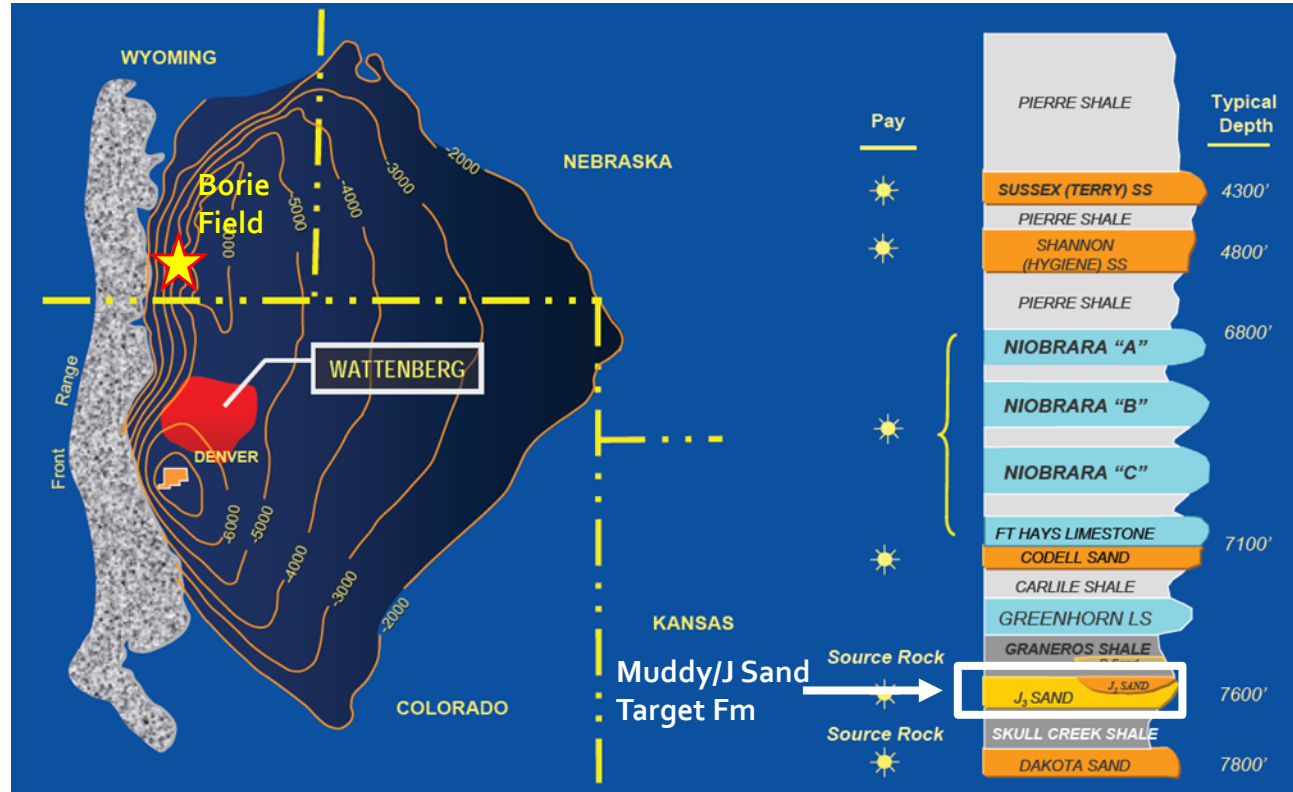 WYOMING
NEBRASKA
Borie
Field
-2000
-3000
-4000
-5000
WATTENBERG
Front Range
DENVER
-6000
-5000
-4000
-3000
-2000
COLORADO
KANSAS
Muddy/J Sand
Target Fm
Pay
Source Rock
Source Rock
Typical
Depth
PIERRE SHALE
SUSSEX (TERRY) SS
4300’
PIERRE SHALE
SHANNON
(HYGIENE) SS
4800’
PIERRE SHALE
6800’
NIOBRARA “A”
NIOBRARA “B”
NIOBRARA “C”
FT HAYS LIMESTONE
7100’
CODELL SAND
CARLILE SHALE
GREENHORN LS
GRANEROS SHALE
J2 SAND
J3 SAND
7600’
SKULL CREEK SHALE
DAKOTA SAND
7800’